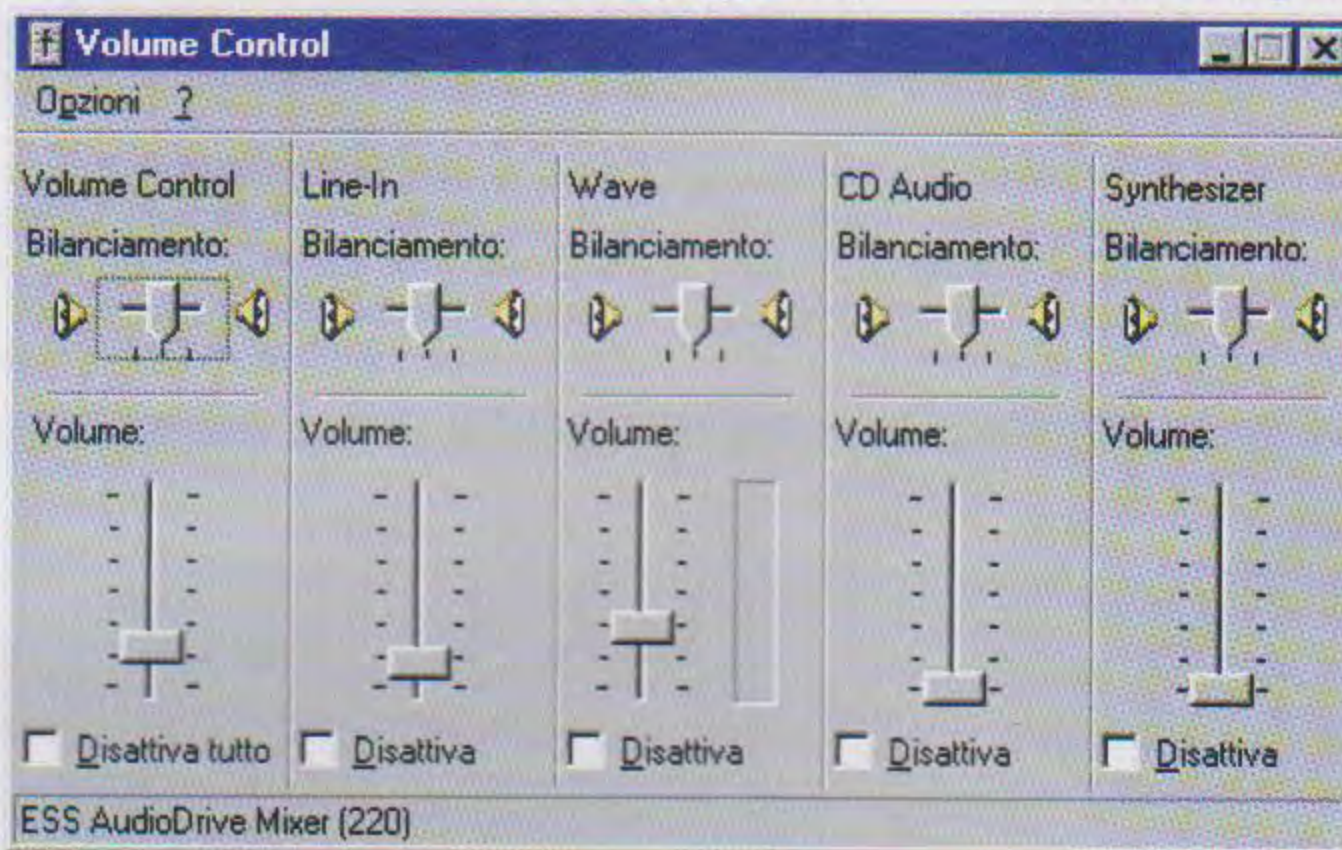 Volume Control
Opzioni ?
Volume Control
Bilanciamento:
Volume:
Disattiva tutto
Line-In
Bilanciamento:
Volume:
Disattiva
Wave
Bilanciamento:
Volume:
Disattiva
CD Audio
Bilanciamento:
Volume:
Disattiva
Synthesizer
Bilanciamento:
Volume:
Disattiva
ESS AudioDrive Mixer (220)